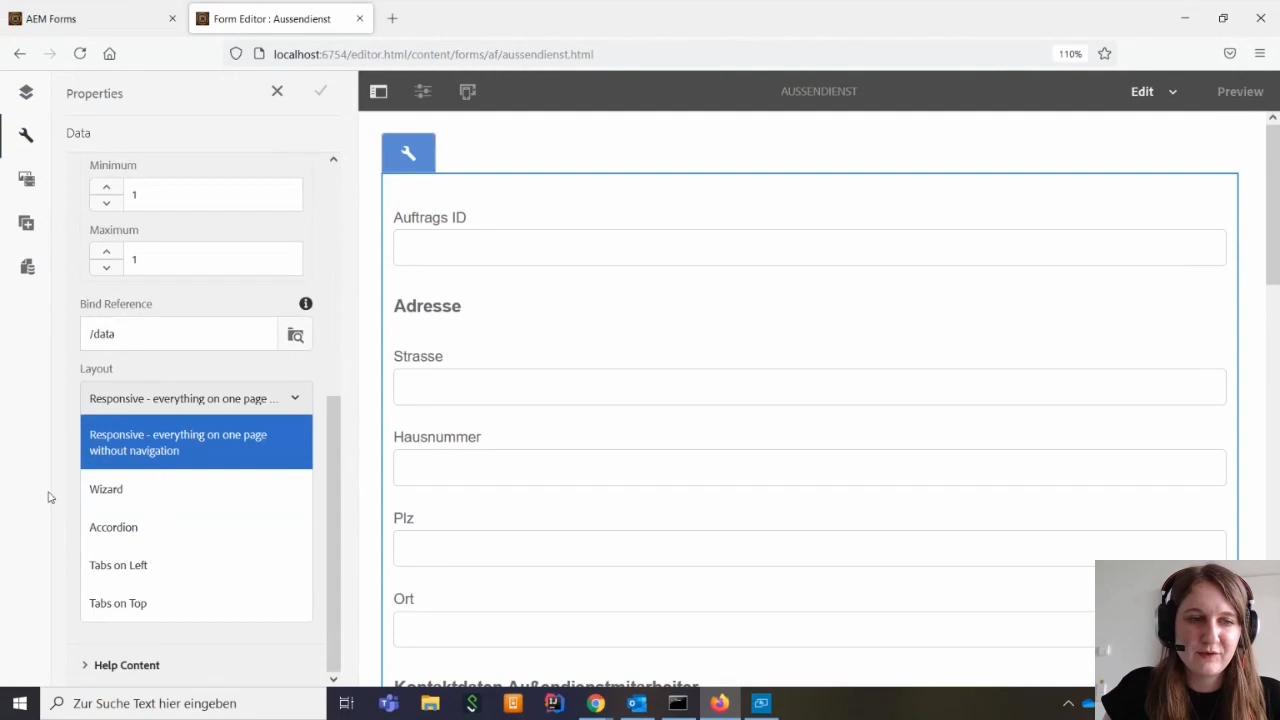 AEM Forms
Form Editor : Aussendienst
localhost:6754/editor.html/content/forms/af/aussendienst.html
110%
Properties
AUSSENDIENST
Edit
Preview
Data
Minimum
1
Maximum
1
Bind Reference
/data
Layout
Responsive - everything on one page ...
Responsive - everything on one page
without navigation
Wizard
Accordion
Tabs on Left
Tabs on Top
Help Content
Auftrags ID
Adresse
Strasse
Hausnummer
Plz
Ort
Kontaktdaten Außendienstmitarbeiter
Zur Suche Text hier eingeben